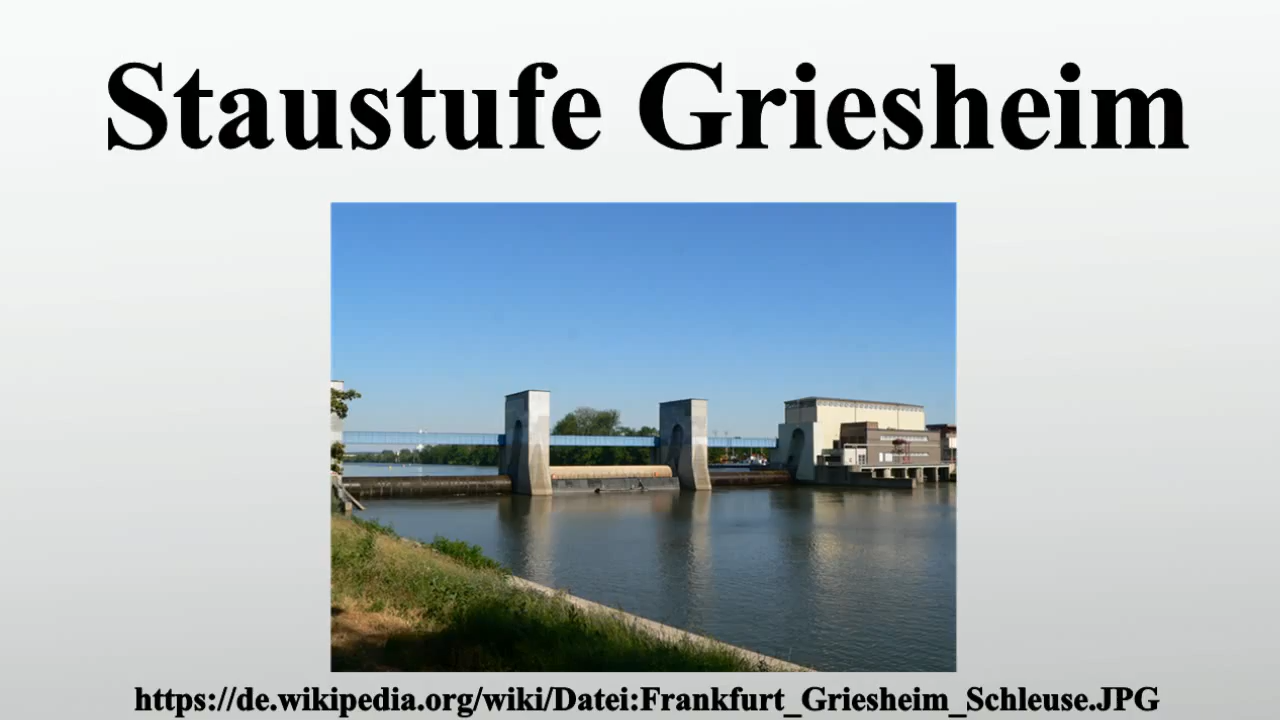 Staustufe Griesheim
https://de.wikipedia.org/wiki/Datei:Frankfurt_Griesheim_Schleuse.JPG